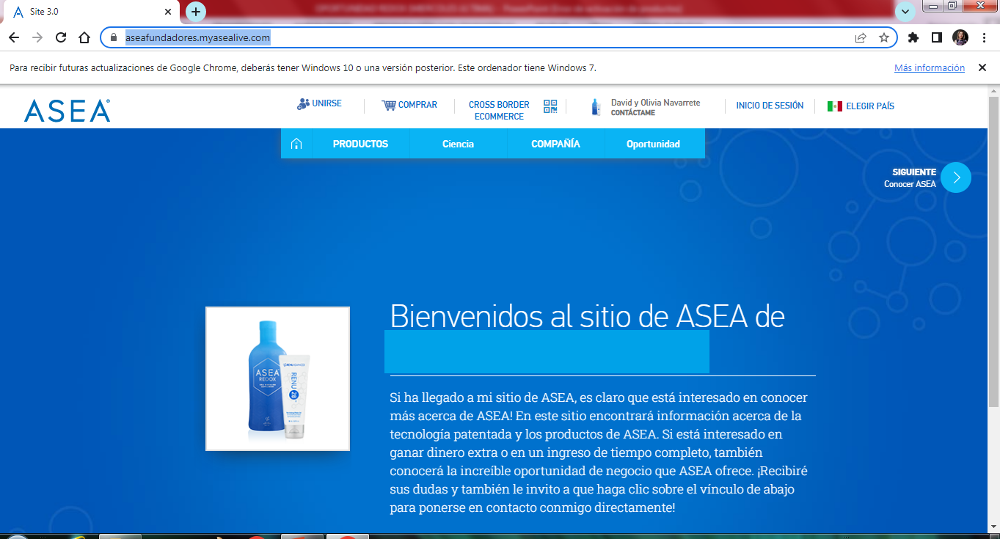 Site 3.0
aseafundadores.myasealive.com
Para recibir futuras actualizaciones de Google Chrome, deberás tener Windows 10 o una versión posterior. Este ordenador tiene Windows 7.
Más información
ASEA
UNIRSE
COMPRAR
CROSS BORDER
ECOMMERCE
David y Olivia Navarrete
CONTÁCTAME
INICIO DE SESIÓN
ELEGIR PAÍS
PRODUCTOS
Ciencia
COMPAÑÍA
Oportunidad
SIGUIENTE
Conocer ASEA
Bienvenidos al sitio de ASEA de
ASEA
REDOX
RENU 28
Si ha llegado a mi sitio de ASEA, es claro que está interesado en conocer
más acerca de ASEA! En este sitio encontrará información acerca de la
tecnología patentada y los productos de ASEA. Si está interesado en
ganar dinero extra o en un ingreso de tiempo completo, también
conocerá la increíble oportunidad de negocio que ASEA ofrece. ¡Recibiré
sus dudas y también le invito a que haga clic sobre el vínculo de abajo
para ponerse en contacto conmigo directamente!